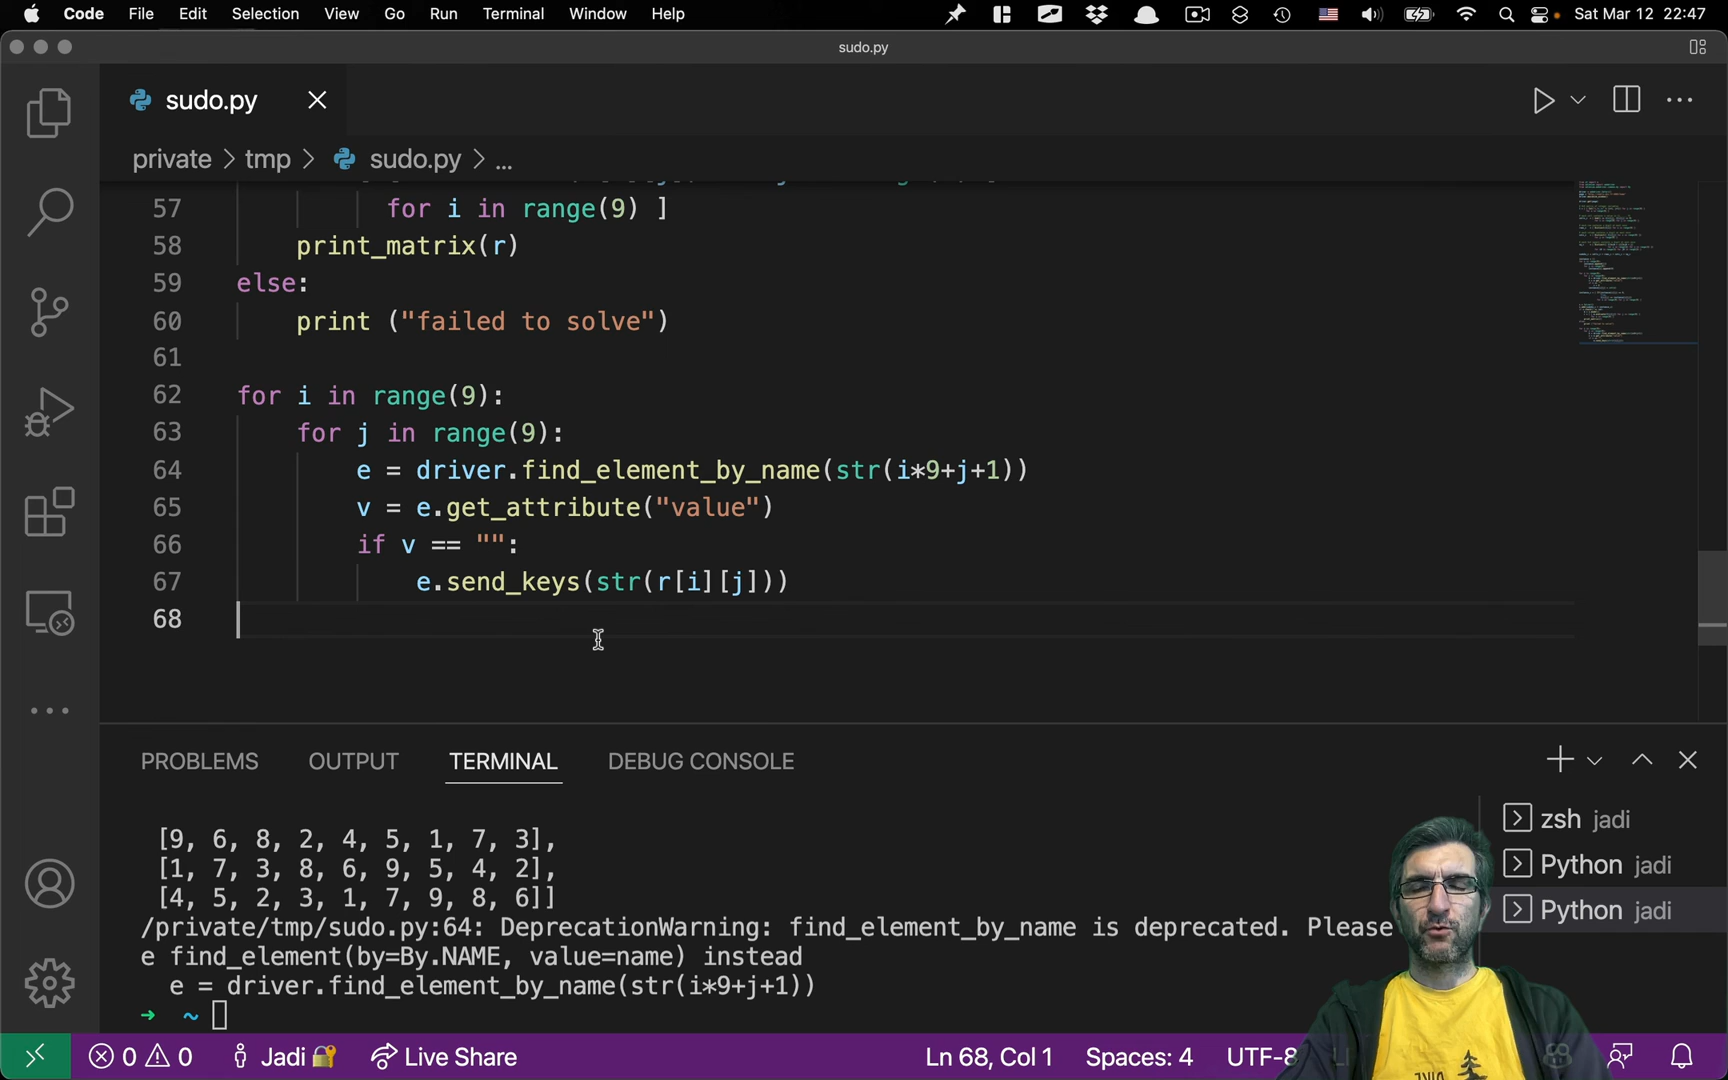 Code File Edit Selection View Go Run Terminal Window Help Sat Mar 12 22:47
sudo.py
sudo.py
private > tmp > sudo.py > ...
57 for i in range(9) ]
58 print_matrix(r)
59 else:
60 print ("failed to solve")
61
62 for i in range(9):
63 for j in range(9):
64 e = driver.find_element_by_name(str(i*9+j+1))
65 v = e.get_attribute("value")
66 if v == "":
67 e.send_keys(str(r[i][j]))
68
PROBLEMS OUTPUT TERMINAL DEBUG CONSOLE
[9, 6, 8, 2, 4, 5, 1, 7, 3],
[1, 7, 3, 8, 6, 9, 5, 4, 2],
[4, 5, 2, 3, 1, 7, 9, 8, 6]]
/private/tmp/sudo.py:64: DeprecationWarning: find_element_by_name is deprecated. Please
e find_element(by=By.NAME, value=name) instead
e = driver.find_element_by_name(str(i*9+j+1))
➜ ~
zsh jadi
Python jadi
Python jadi
0 0 Jadi Live Share Ln 68, Col 1 Spaces: 4 UTF-8